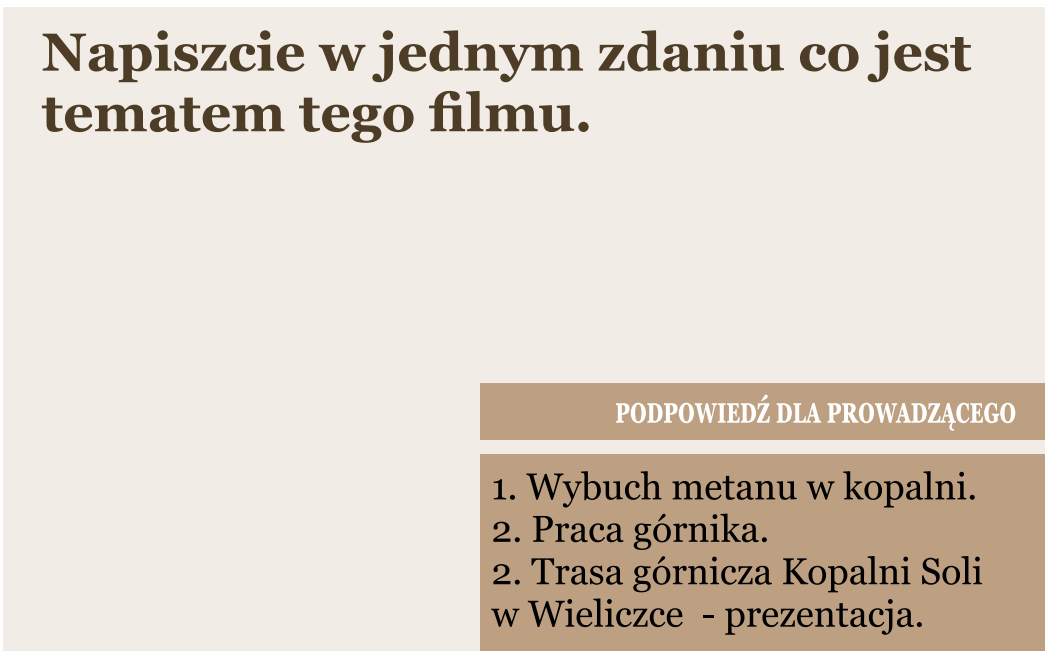 Napiszcie w jednym zdaniu co jest
tematem tego filmu.
PODPOWIEDŹ DLA PROWADZĄCEGO
1. Wybuch metanu w kopalni.
2. Praca górnika.
2. Trasa górnicza Kopalni Soli
w Wieliczce - prezentacja.